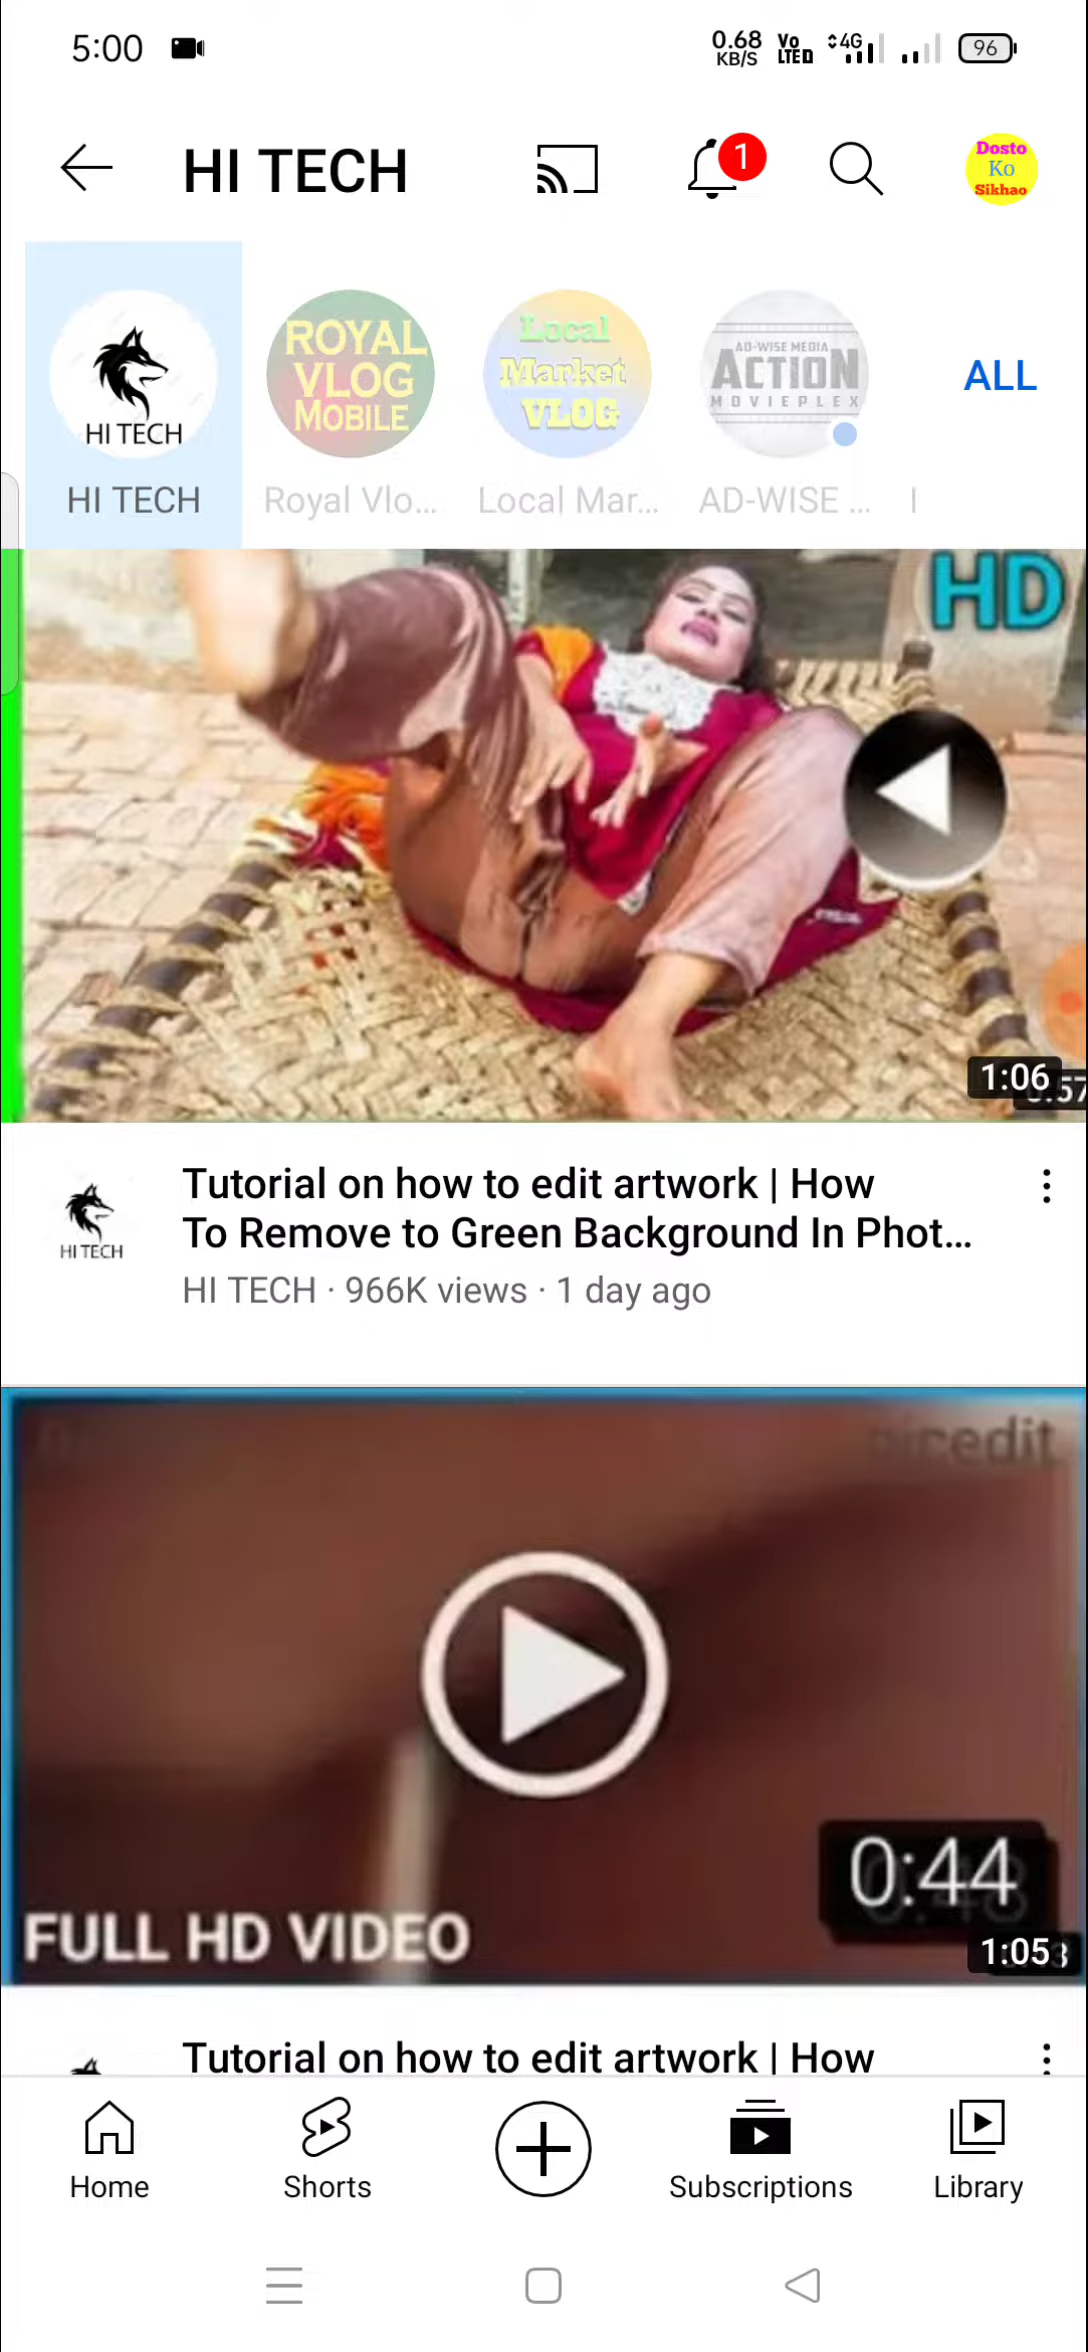 5:00
0.68
KB/S
Vo
LTED
4G
96
HI TECH
1
Dosto
Ko
Sikhao
HI TECH
ROYAL
VLOG
MOBILE
Local
Market
VLOG
AD-WISE MEDIA
ACTION
MOVIEPLEX
ALL
HI TECH
Royal Vlo...
Local Mar...
AD-WISE ...
HD
1:06
:57
HI TECH
Tutorial on how to edit artwork | How
To Remove to Green Background In Phot...
HI TECH · 966K views · 1 day ago
picedit
0:44
FULL HD VIDEO
1:05
Tutorial on how to edit artwork | How
Home
Shorts
Subscriptions
Library